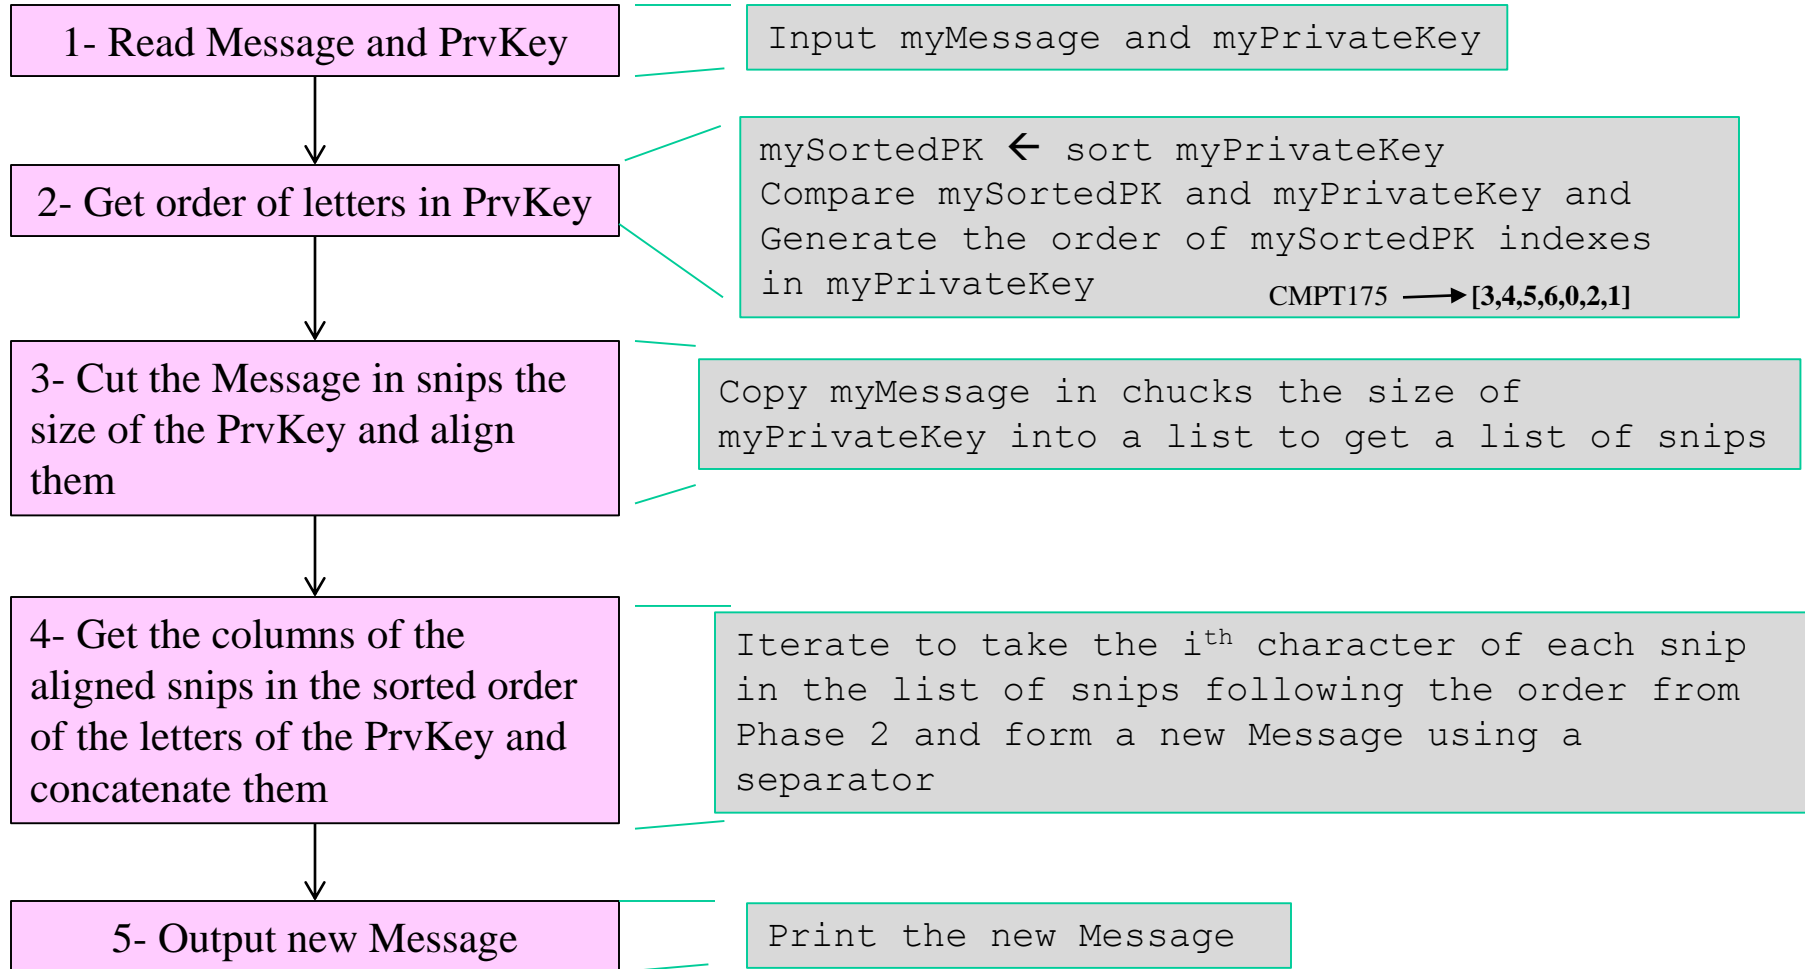 1- Read Message and PrvKey
Input myMessage and myPrivateKey
2- Get order of letters in PrvKey
mySortedPK ← sort myPrivateKey
Compare mySortedPK and myPrivateKey and
Generate the order of mySortedPK indexes
in myPrivateKey
CMPT175 → [3,4,5,6,0,2,1]
3- Cut the Message in snips the
size of the PrvKey and align
them
Copy myMessage in chucks the size of
myPrivateKey into a list to get a list of snips
4- Get the columns of the
aligned snips in the sorted order
of the letters of the PrvKey and
concatenate them
Iterate to take the iᵗʰ character of each snip
in the list of snips following the order from
Phase 2 and form a new Message using a
separator
5- Output new Message
Print the new Message